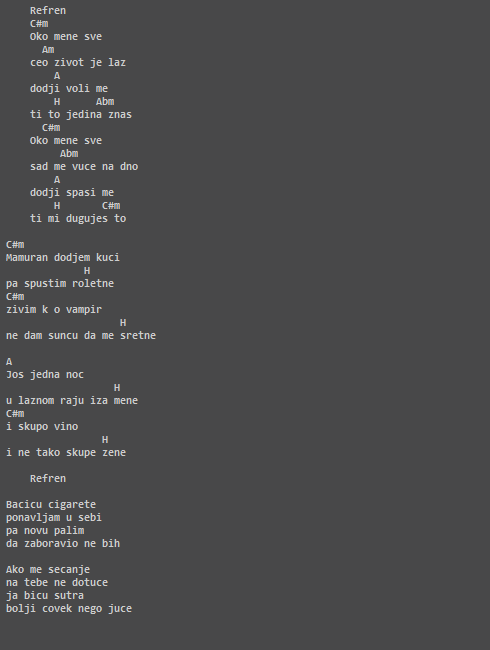 Refren
    C#m
    Oko mene sve
      Am
    ceo zivot je laz
        A
    dodji voli me
        H      Abm
    ti to jedina znas
      C#m
    Oko mene sve
         Abm
    sad me vuce na dno
        A
    dodji spasi me
        H       C#m
    ti mi dugujes to

C#m
Mamuran dodjem kuci
             H
pa spustim roletne
C#m
zivim k o vampir
                   H
ne dam suncu da me sretne

A
Jos jedna noc
                  H
u laznom raju iza mene
C#m
i skupo vino
                H
i ne tako skupe zene

    Refren

Bacicu cigarete
ponavljam u sebi
pa novu palim
da zaboravio ne bih

Ako me secanje
na tebe ne dotuce
ja bicu sutra
bolji covek nego juce